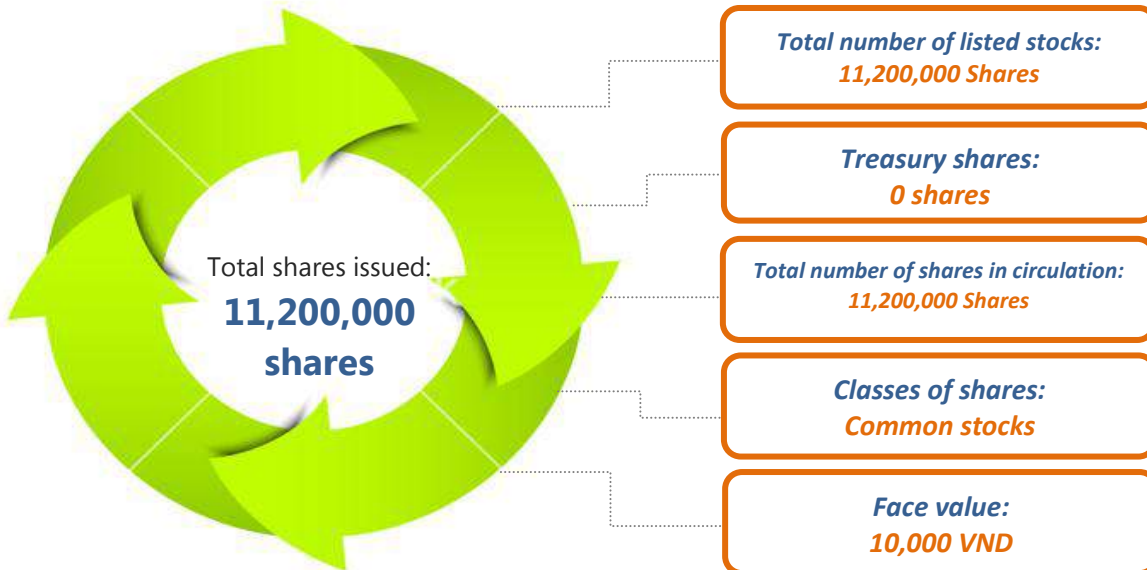 Total shares issued:
11,200,000
shares
Total number of listed stocks:
11,200,000 Shares
Treasury shares:
0 shares
Total number of shares in circulation:
11,200,000 Shares
Classes of shares:
Common stocks
Face value:
10,000 VND